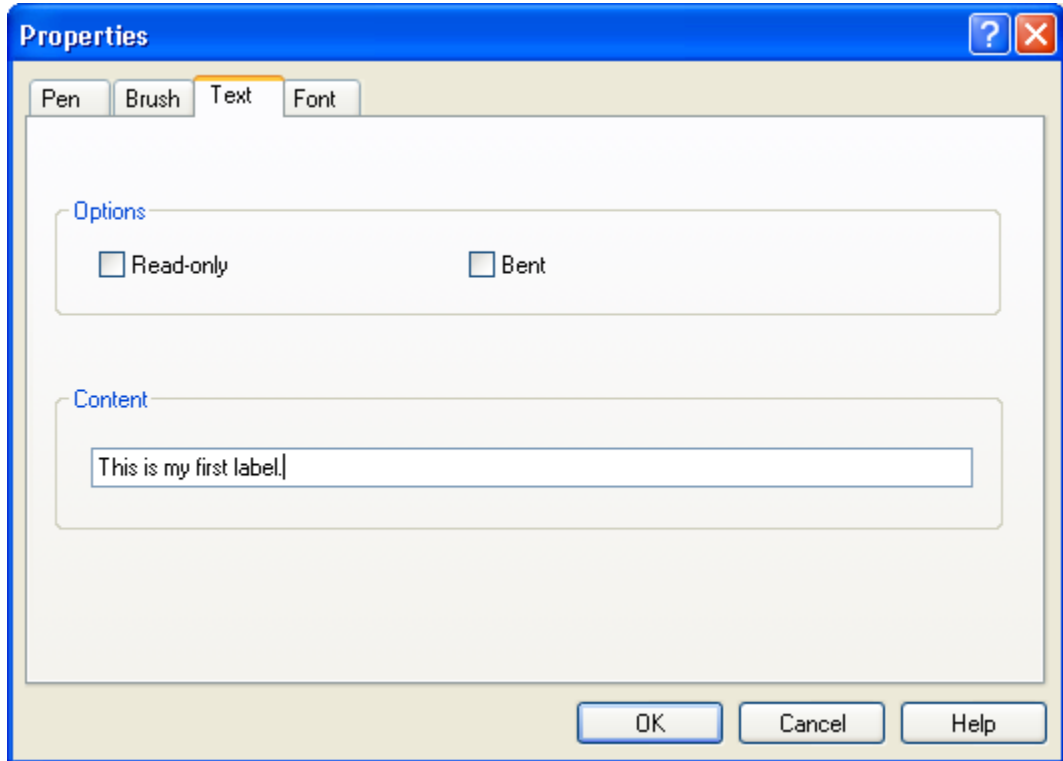 Properties
Pen Brush Text Font
Options
Read-only Bent
Content
This is my first label.
OK Cancel Help